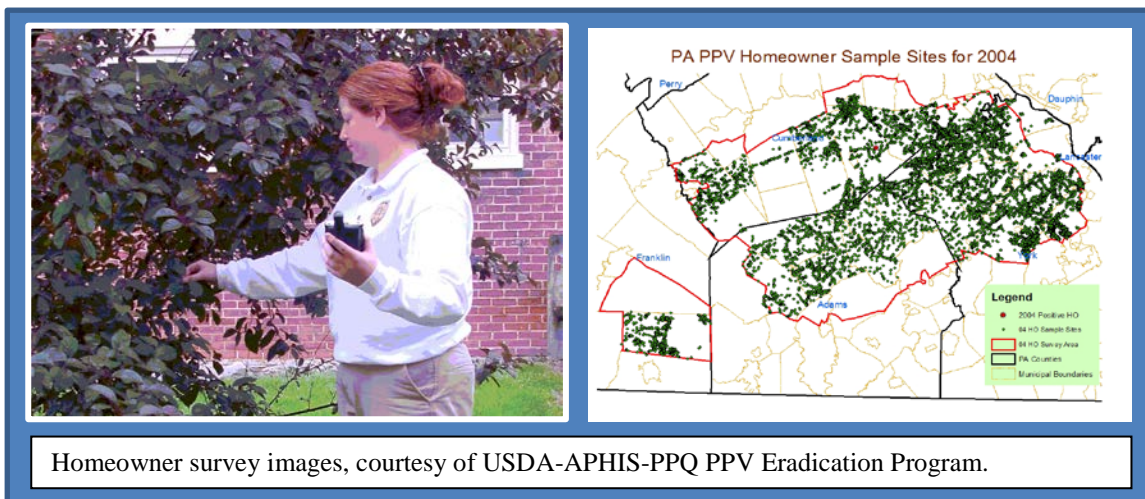 PA PPV Homeowner Sample Sites for 2004
Perry
Dauphin
Cumberland
Lancaster
Franklin
York
Adams
Legend
2004 Positive HO
04 HO Sample Sites
04 HO Survey Area
PA Counties
Municipal Boundaries
Homeowner survey images, courtesy of USDA-APHIS-PPQ PPV Eradication Program.